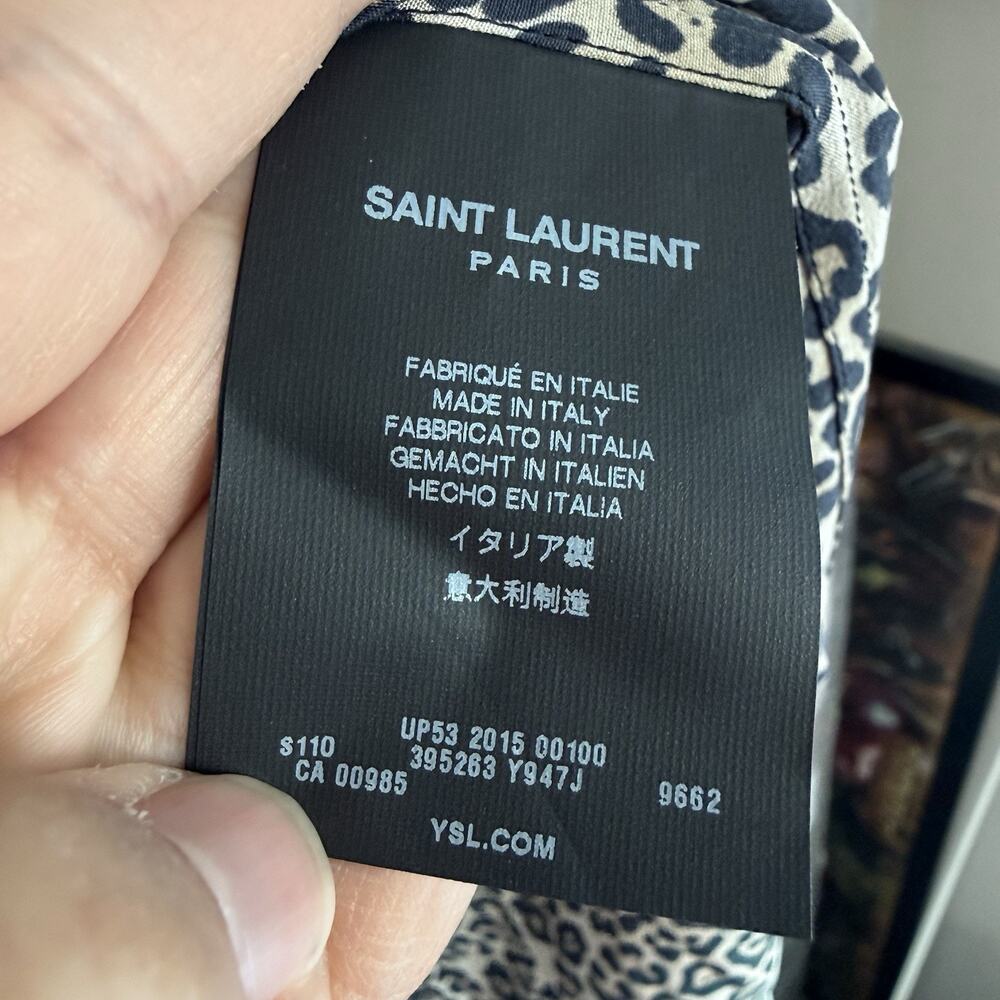 SAINT LAURENT
PARIS
FABRIQUÉ EN ITALIE
MADE IN ITALY
FABBRICATO IN ITALIA
GEMACHT IN ITALIEN
HECHO EN ITALIA
イタリア製
意大利制造
UP53 2015 00100
S110 395263 Y947J
CA 00985 9662
YSL.COM